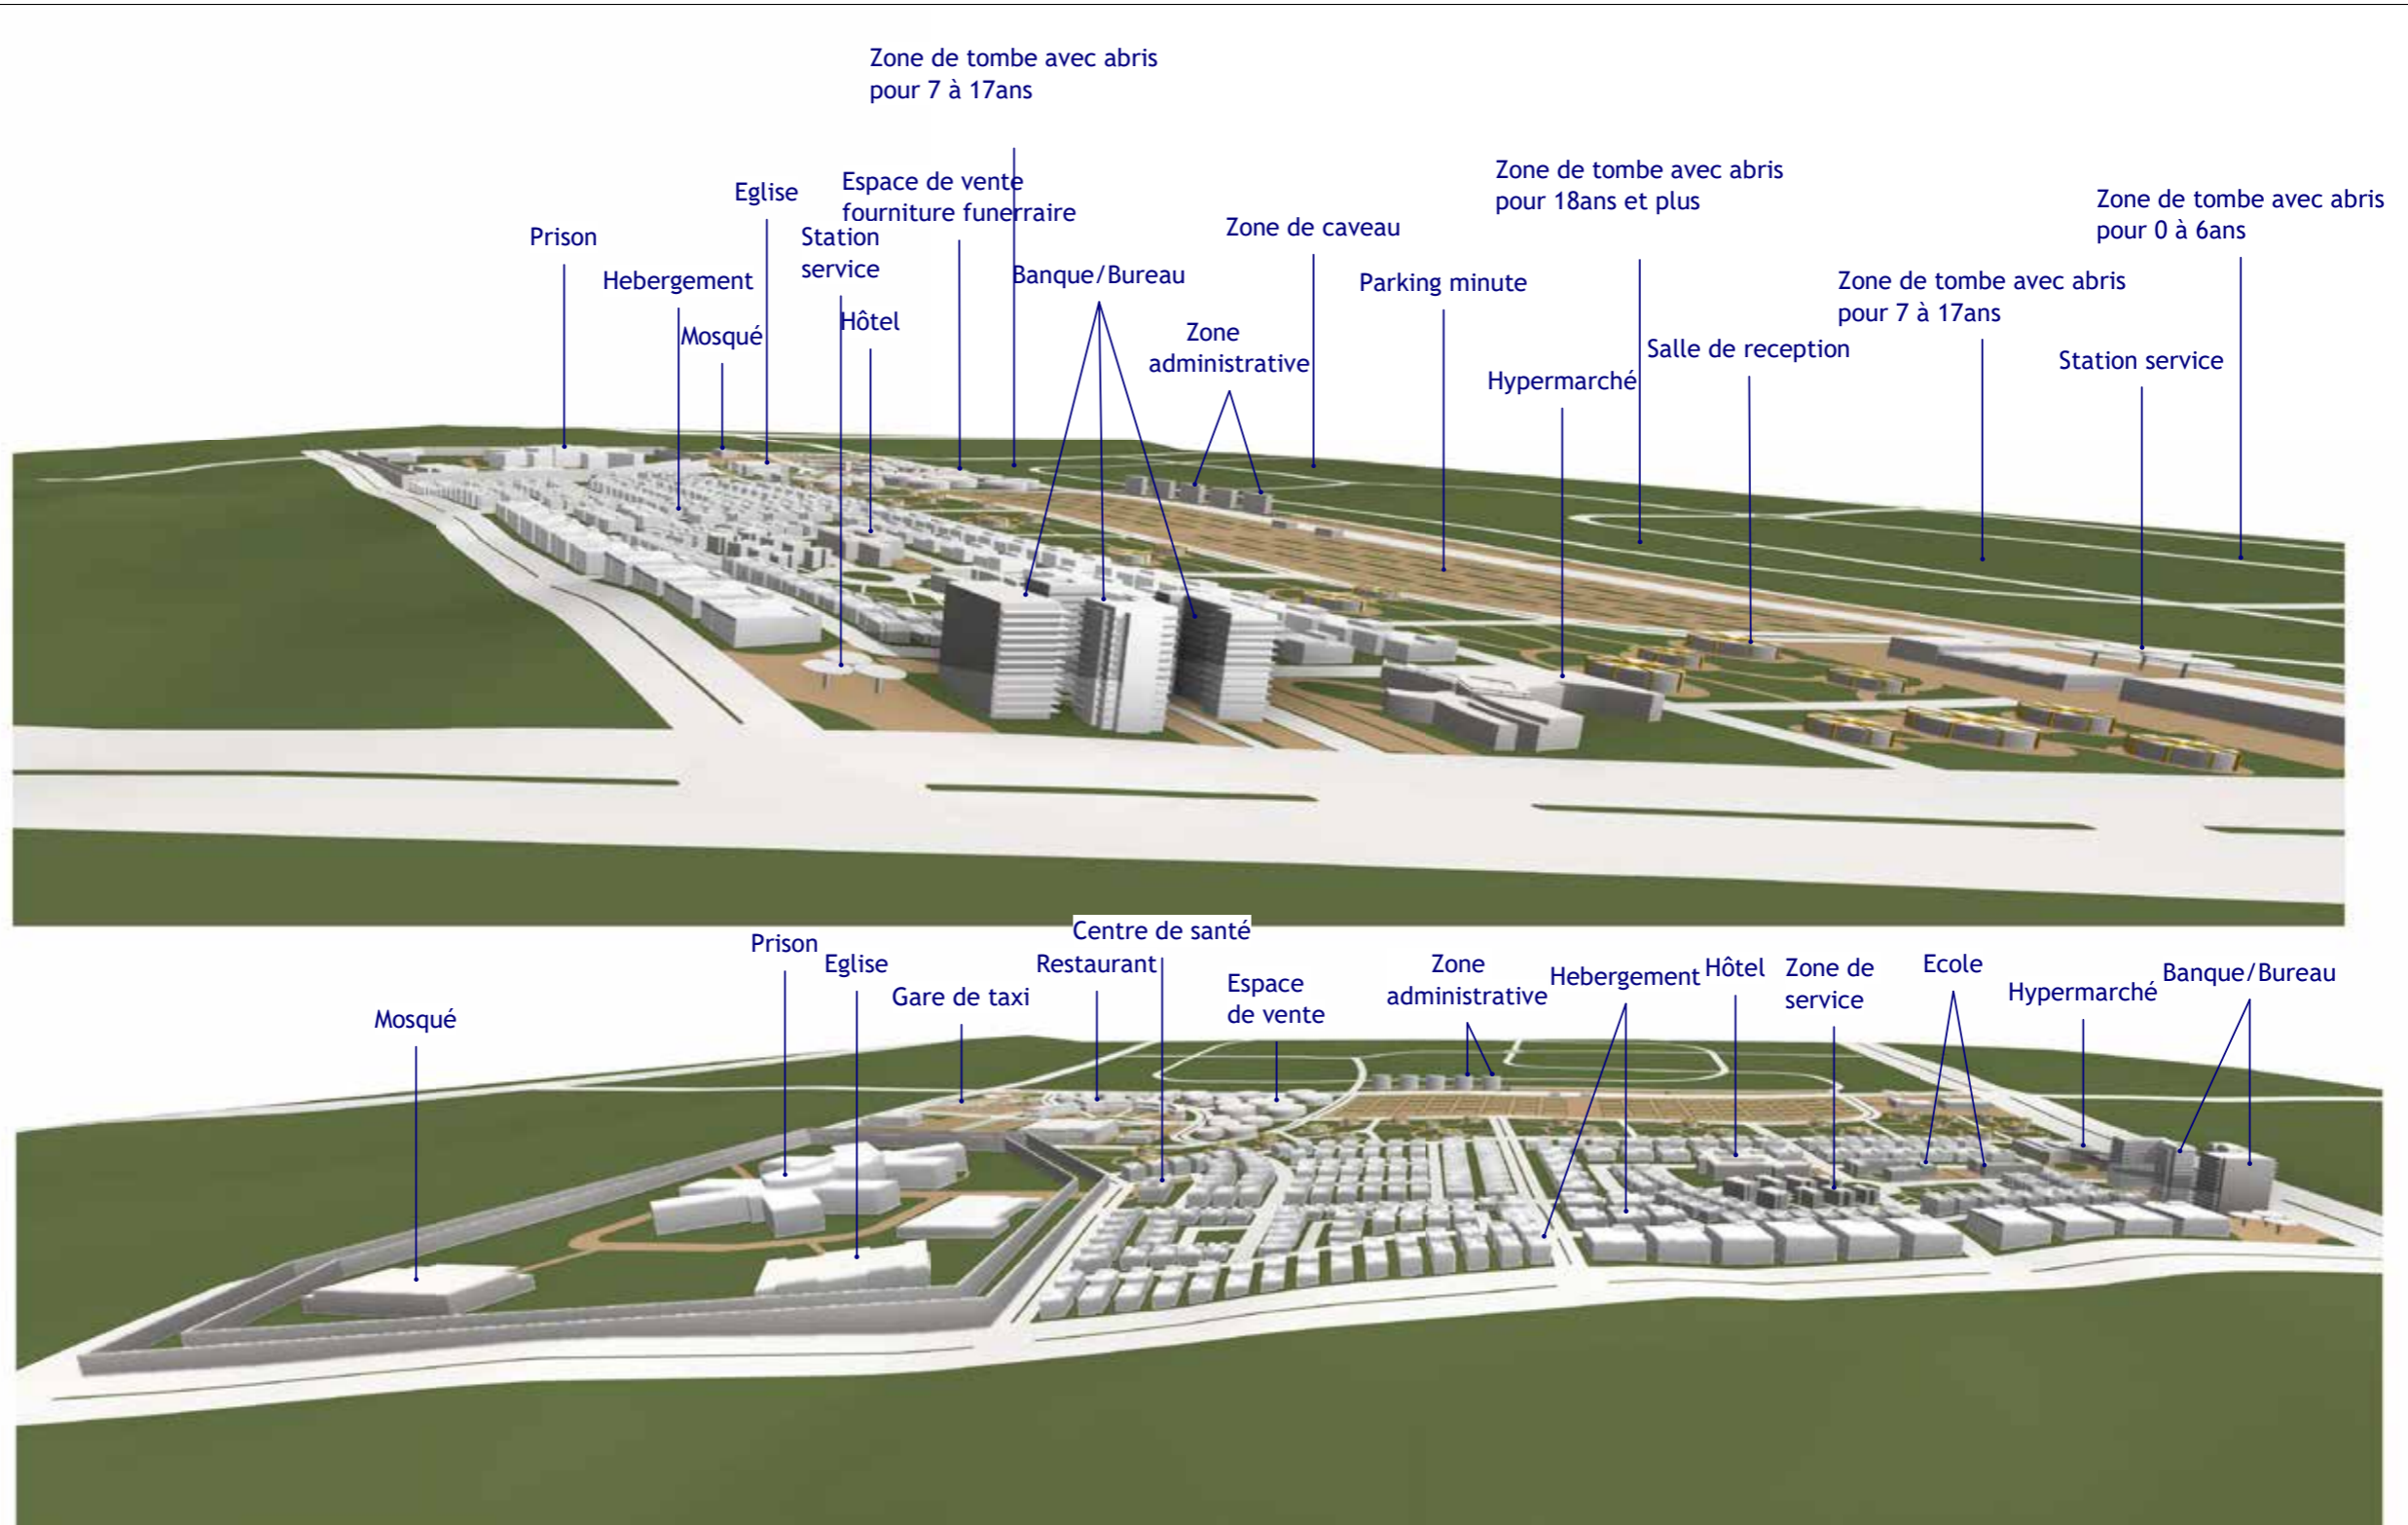 Zone de tombe avec abris
pour 7 à 17ans
Zone de tombe avec abris
pour 18ans et plus
Zone de tombe avec abris
pour 0 à 6ans
Eglise
Espace de vente
fourniture funerraire
Prison
Station
service
Zone de caveau
Hebergement
Banque/Bureau
Parking minute
Zone de tombe avec abris
pour 7 à 17ans
Mosqué
Hôtel
Zone
administrative
Salle de reception
Station service
Hypermarché
Centre de santé
Prison
Eglise
Restaurant
Gare de taxi
Mosqué
Espace
de vente
Zone
administrative
Hebergement
Hôtel
Zone de
service
Ecole
Hypermarché
Banque/Bureau